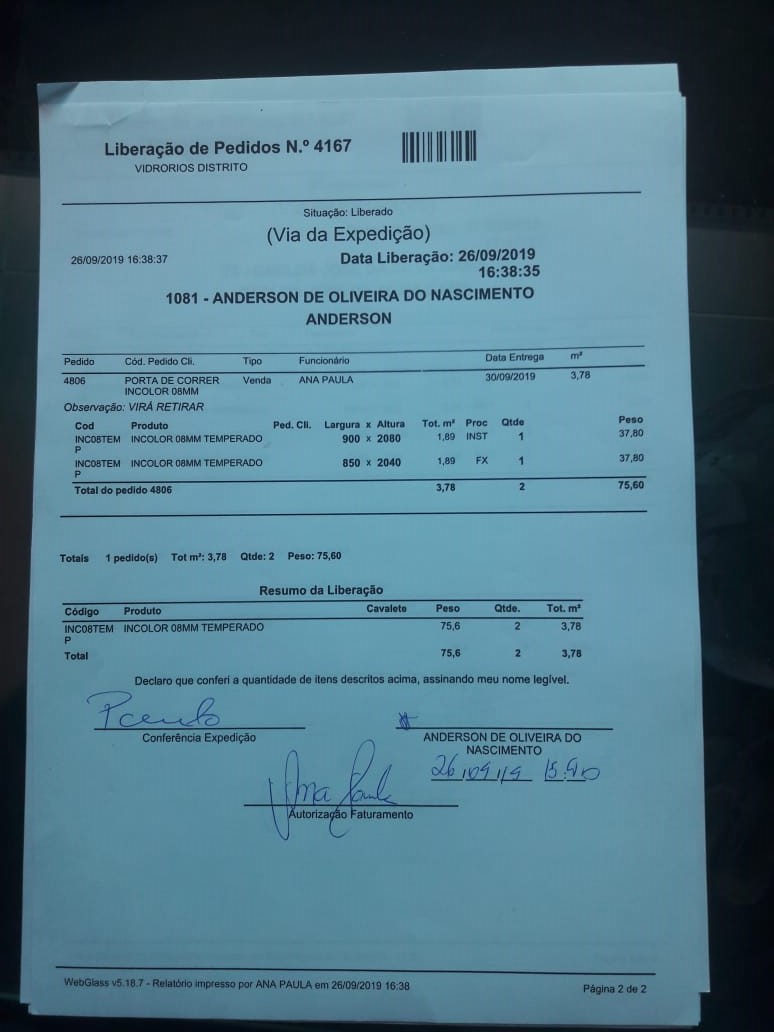 Liberação de Pedidos N.º 4167
VIDRORIOS DISTRITO
Situação: Liberado
(Via da Expedição)
26/09/2019 16:38:37
Data Liberação: 26/09/2019
16:38:35
1081 - ANDERSON DE OLIVEIRA DO NASCIMENTO
ANDERSON
Pedido Cód. Pedido Cli. Tipo Funcionário Data Entrega m²
4806 PORTA DE CORRER Venda ANA PAULA 30/09/2019 3,78
INCOLOR 08MM
Observação: VIRÁ RETIRAR
Cod Produto Ped. Cli. Largura x Altura Tot. m² Proc Qtde Peso
INC08TEM INCOLOR 08MM TEMPERADO 900 x 2080 1,89 INST 1 37,80
P
INC08TEM INCOLOR 08MM TEMPERADO 850 x 2040 1,89 FX 1 37,80
P
Total do pedido 4806 3,78 2 75,60
Totais 1 pedido(s) Tot m²: 3,78 Qtde: 2 Peso: 75,60
Resumo da Liberação
Código Produto Cavalete Peso Qtde. Tot. m²
INC08TEM INCOLOR 08MM TEMPERADO 75,6 2 3,78
P
Total 75,6 2 3,78
Declaro que conferi a quantidade de itens descritos acima, assinando meu nome legível.
Conferência Expedição
ANDERSON DE OLIVEIRA DO
NASCIMENTO
26/09/19
Ana Paula
Autorização Faturamento
WebGlass v5.18.7 - Relatório impresso por ANA PAULA em 26/09/2019 16:38
Página 2 de 2